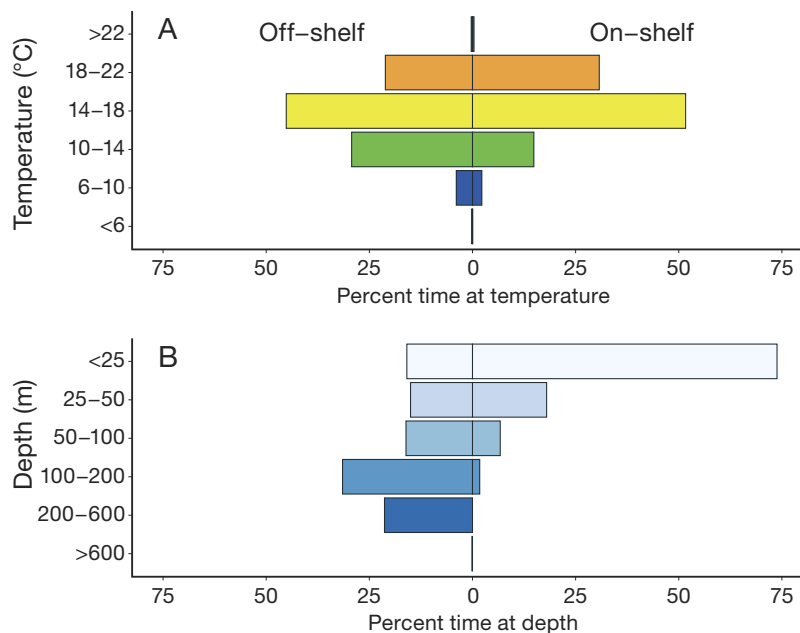 A
Off–shelf
On–shelf
Temperature (°C)
>22
18–22
14–18
10–14
6–10
<6
75 50 25 0 25 50 75
Percent time at temperature
B
Depth (m)
<25
25–50
50–100
100–200
200–600
>600
75 50 25 0 25 50 75
Percent time at depth